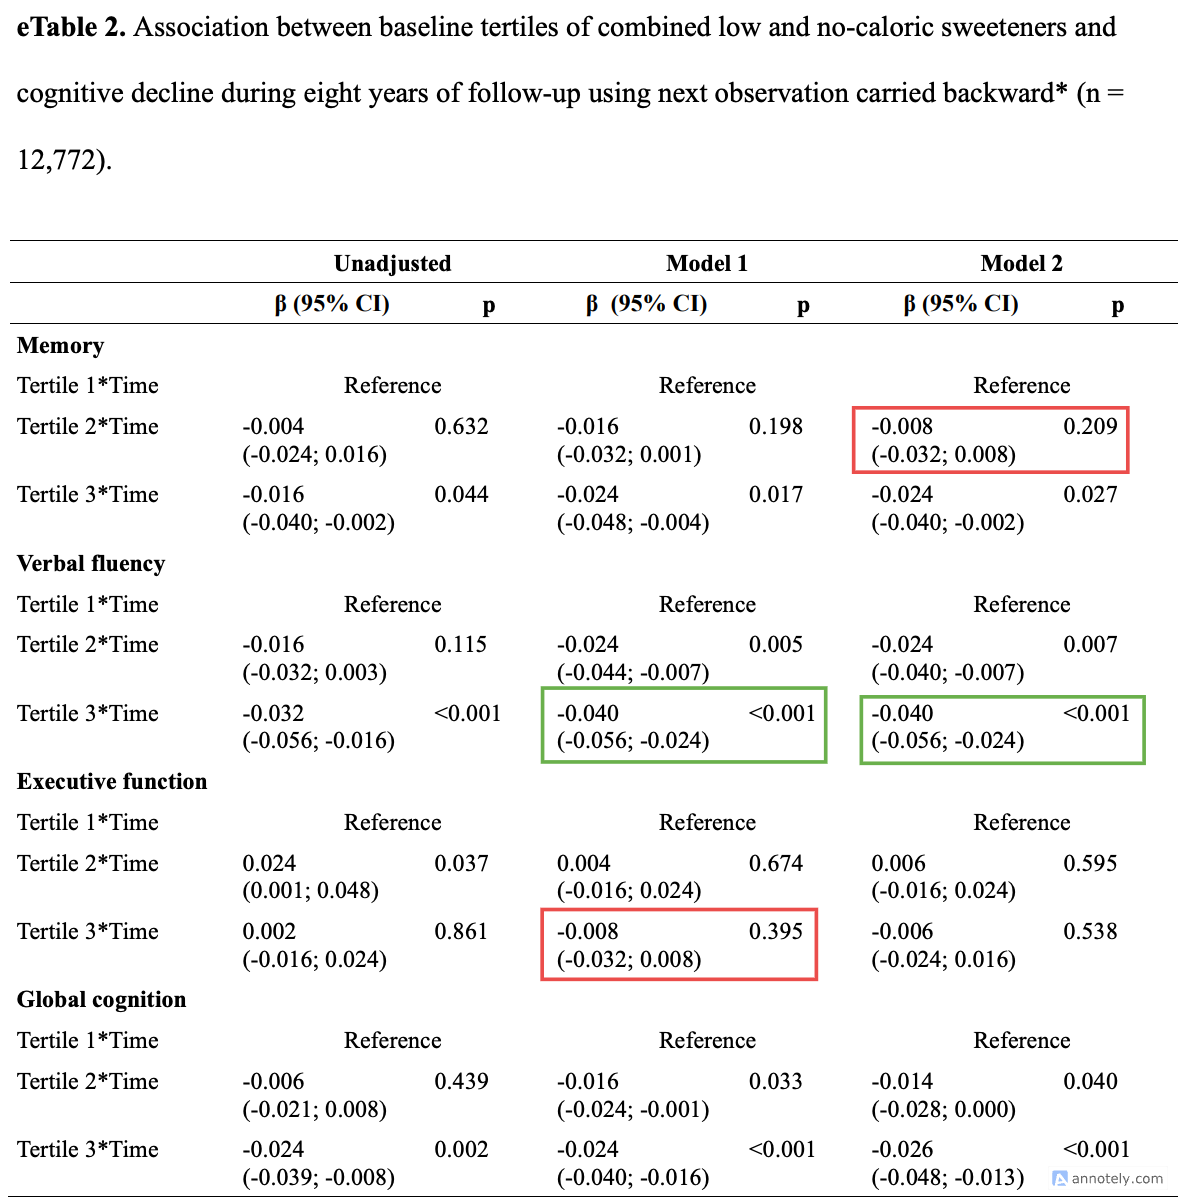 eTable 2. Association between baseline tertiles of combined low and no-caloric sweeteners and
cognitive decline during eight years of follow-up using next observation carried backward* (n =
12,772).
Unadjusted Model 1 Model 2
β (95% CI) p β (95% CI) p β (95% CI) p
Memory
Tertile 1*Time Reference Reference Reference
Tertile 2*Time -0.004 0.632 -0.016 0.198 -0.008 0.209
(-0.024; 0.016) (-0.032; 0.001) (-0.032; 0.008)
Tertile 3*Time -0.016 0.044 -0.024 0.017 -0.024 0.027
(-0.040; -0.002) (-0.048; -0.004) (-0.040; -0.002)
Verbal fluency
Tertile 1*Time Reference Reference Reference
Tertile 2*Time -0.016 0.115 -0.024 0.005 -0.024 0.007
(-0.032; 0.003) (-0.044; -0.007) (-0.040; -0.007)
Tertile 3*Time -0.032 <0.001 -0.040 <0.001 -0.040 <0.001
(-0.056; -0.016) (-0.056; -0.024) (-0.056; -0.024)
Executive function
Tertile 1*Time Reference Reference Reference
Tertile 2*Time 0.024 0.037 0.004 0.674 0.006 0.595
(0.001; 0.048) (-0.016; 0.024) (-0.016; 0.024)
Tertile 3*Time 0.002 0.861 -0.008 0.395 -0.006 0.538
(-0.016; 0.024) (-0.032; 0.008) (-0.024; 0.016)
Global cognition
Tertile 1*Time Reference Reference Reference
Tertile 2*Time -0.006 0.439 -0.016 0.033 -0.014 0.040
(-0.021; 0.008) (-0.024; -0.001) (-0.028; 0.000)
Tertile 3*Time -0.024 0.002 -0.024 <0.001 -0.026 <0.001
(-0.039; -0.008) (-0.040; -0.016) (-0.048; -0.013)
annotely.com